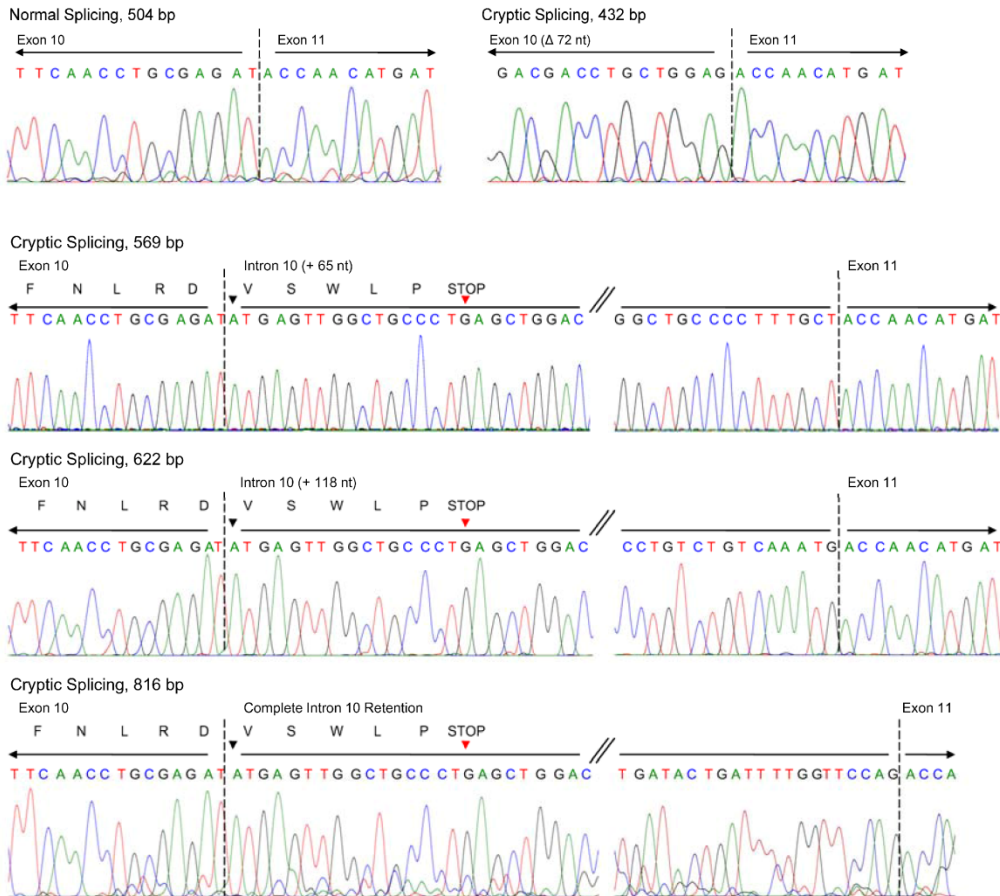 Normal Splicing, 504 bp
Exon 10 Exon 11
T T C A A C C T G C G A G A T A C C A A C A T G A T
Cryptic Splicing, 432 bp
Exon 10 (Δ 72 nt) Exon 11
G A C G A C C T G C T G G A G A C C A A C A T G A T
Cryptic Splicing, 569 bp
Exon 10 Intron 10 (+ 65 nt) Exon 11
F N L R D V S W L P STOP
T T C A A C C T G C G A G A T A T G A G T T G G C T G C C C T G A G C T G G A C // G G C T G C C C C T T T G C T A C C A A C A T G A T
Cryptic Splicing, 622 bp
Exon 10 Intron 10 (+ 118 nt) Exon 11
F N L R D V S W L P STOP
T T C A A C C T G C G A G A T A T G A G T T G G C T G C C C T G A G C T G G A C // C C T G T C T G T C A A A T G A C C A A C A T G A T
Cryptic Splicing, 816 bp
Exon 10 Complete Intron 10 Retention Exon 11
F N L R D V S W L P STOP
T T C A A C C T G C G A G A T A T G A G T T G G C T G C C C T G A G C T G G A C // T G A T A C T G A T T T T G G T T C C A G A C C A